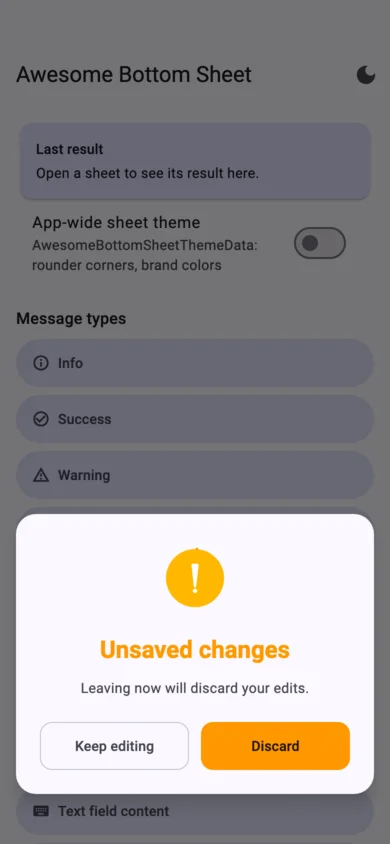 Awesome Bottom Sheet
Last result
Open a sheet to see its result here.
App-wide sheet theme
AwesomeBottomSheetThemeData:
rounder corners, brand colors
Message types
Info
Success
Warning
!
Unsaved changes
Leaving now will discard your edits.
Keep editing
Discard
Text field content